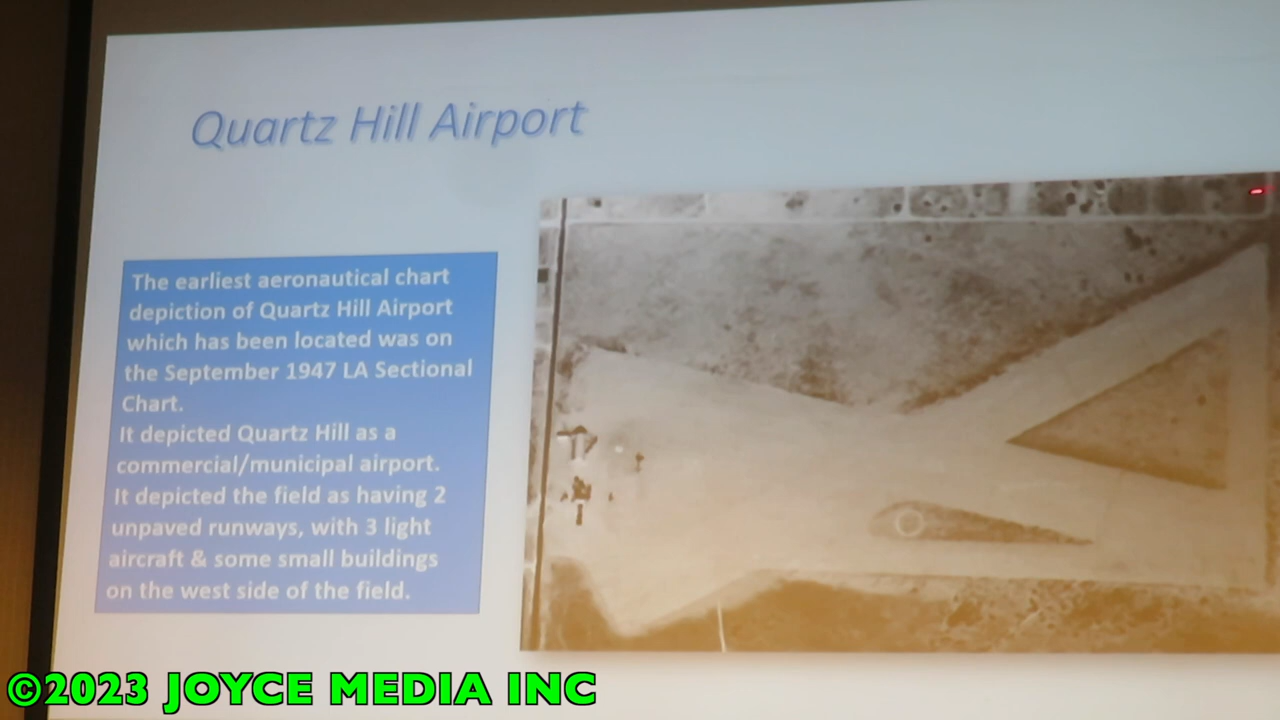 Quartz Hill Airport
The earliest aeronautical chart
depiction of Quartz Hill Airport
which has been located was on
the September 1947 LA Sectional
Chart.
It depicted Quartz Hill as a
commercial/municipal airport.
It depicted the field as having 2
unpaved runways, with 3 light
aircraft & some small buildings
on the west side of the field.
©2023 JOYCE MEDIA INC